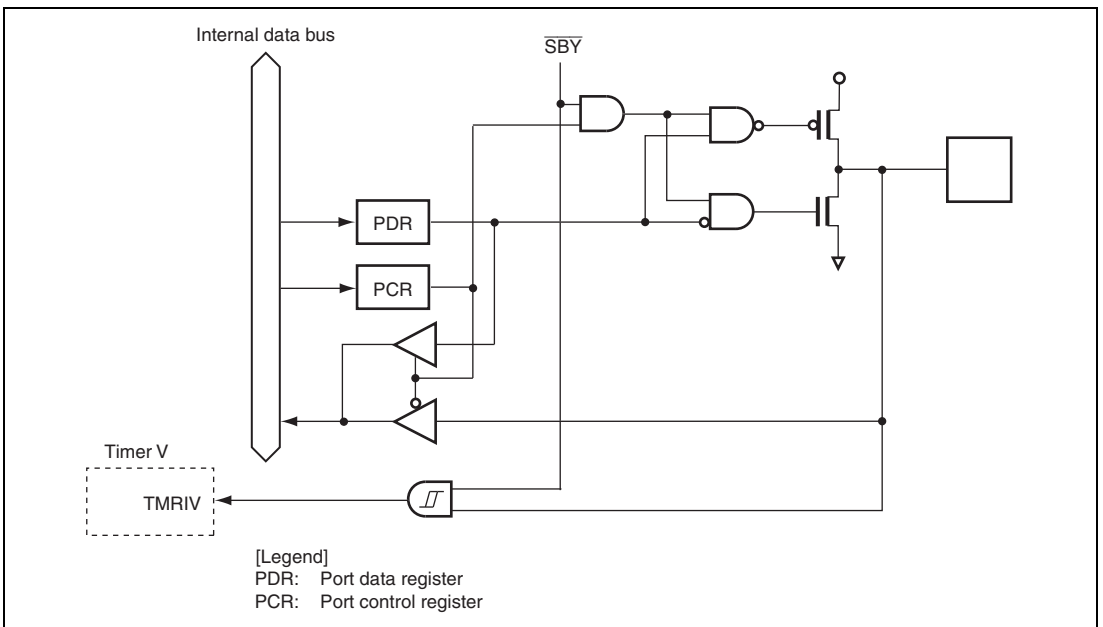 Internal data bus
SBY
PDR
PCR
Timer V
TMRIV
[Legend]
PDR: Port data register
PCR: Port control register